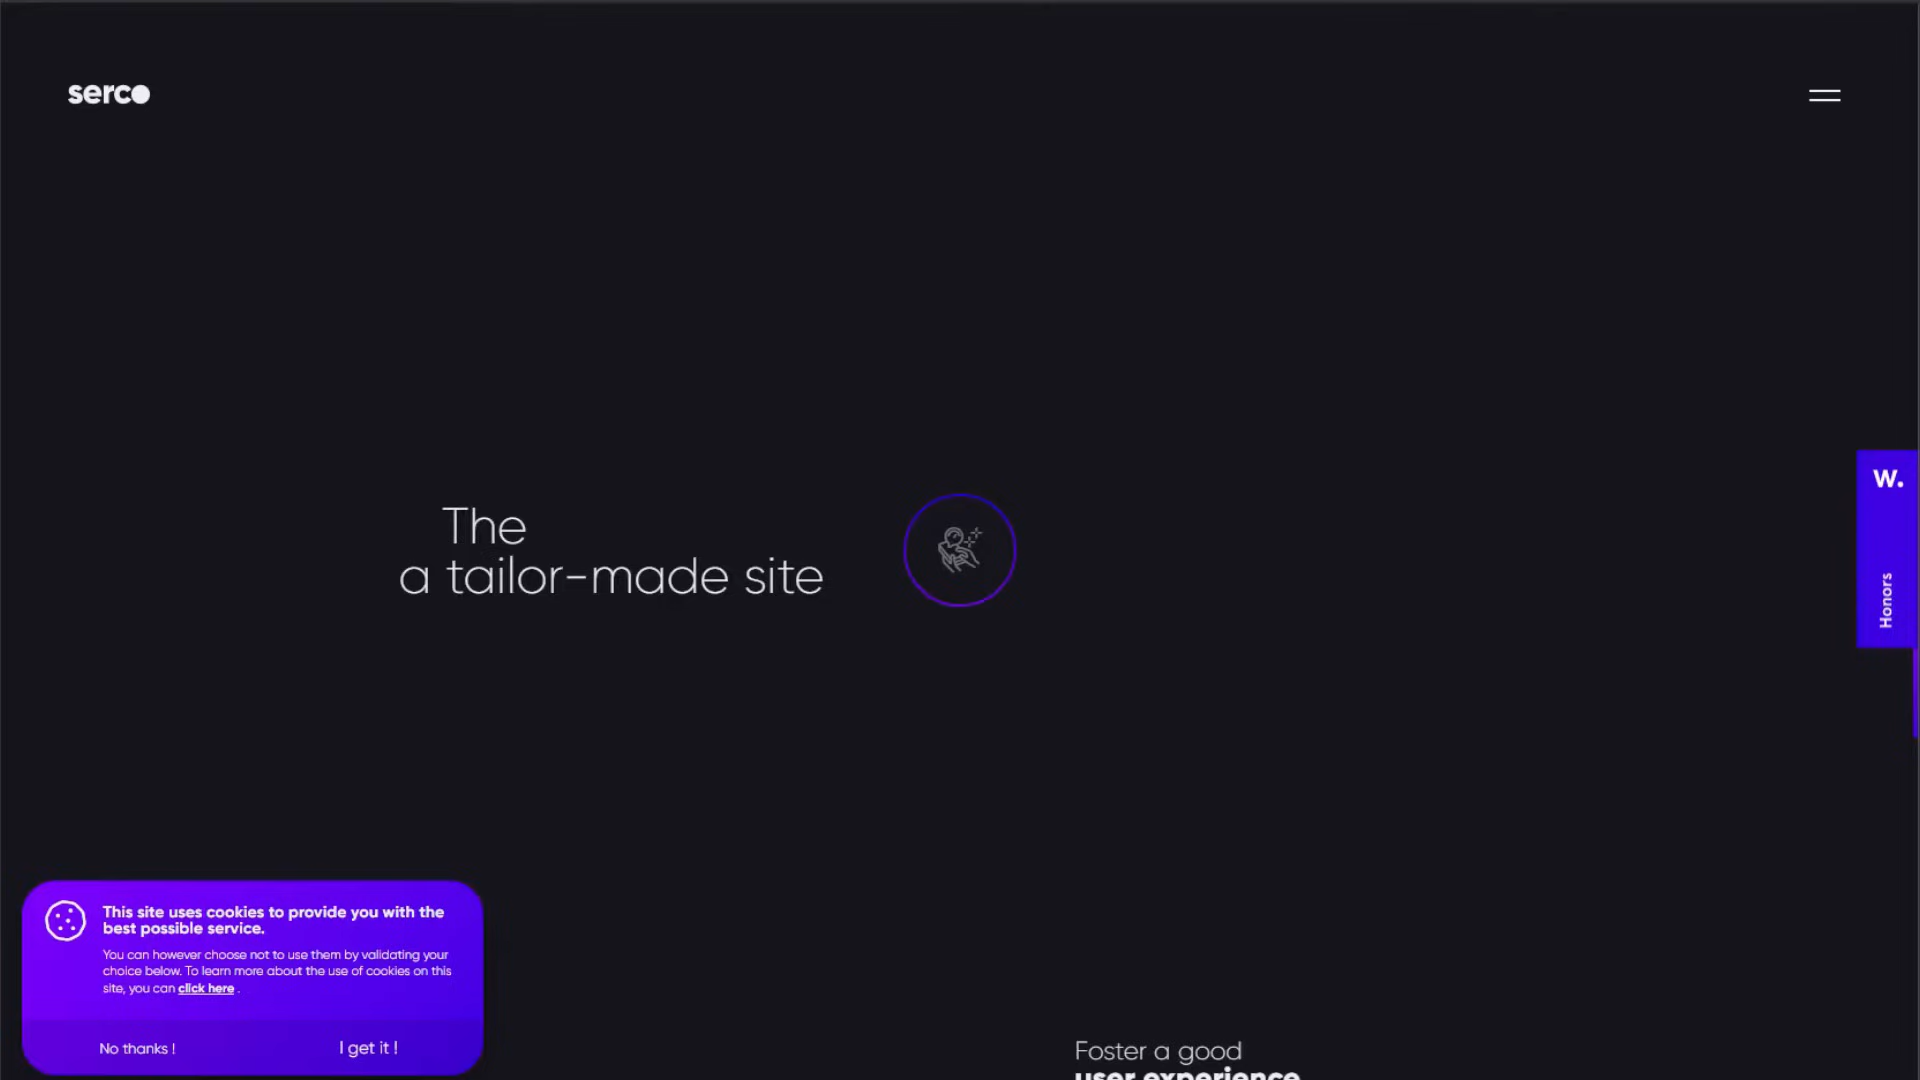 serco
W.
Honors
The
a tailor-made site
This site uses cookies to provide you with the
best possible service.
You can however choose not to use them by validating your
choice below. To learn more about the use of cookies on this
site, you can click here .
No thanks !
I get it !
Foster a good
user experience